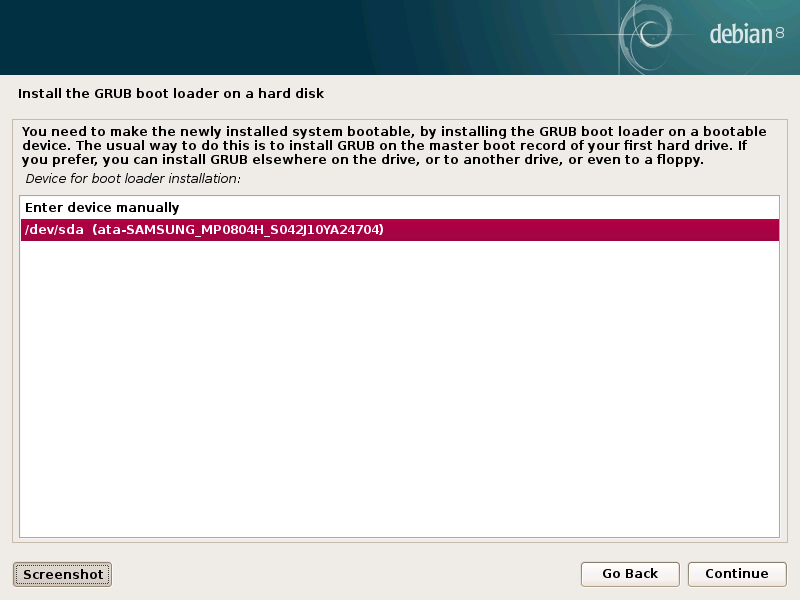 debian 8
Install the GRUB boot loader on a hard disk
You need to make the newly installed system bootable, by installing the GRUB boot loader on a bootable
device. The usual way to do this is to install GRUB on the master boot record of your first hard drive. If
you prefer, you can install GRUB elsewhere on the drive, or to another drive, or even to a floppy.
Device for boot loader installation:
Enter device manually
/dev/sda  (ata-SAMSUNG_MP0804H_S042J10YA24704)
Screenshot
Go Back
Continue